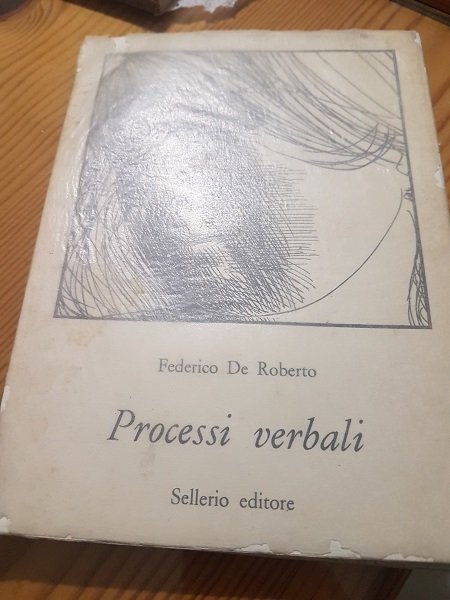 Federico De Roberto
Processi verbali
Sellerio editore